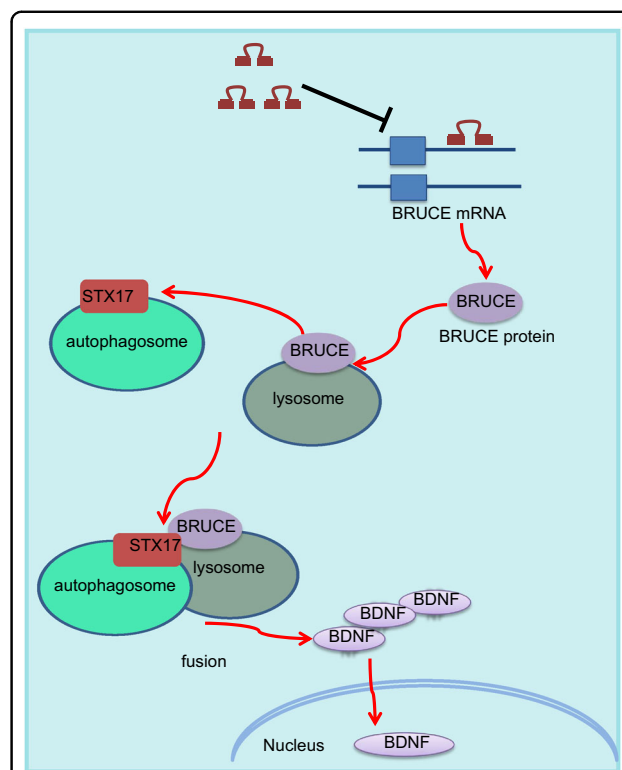 BRUCE mRNA
BRUCE
BRUCE protein
STX17
autophagosome
BRUCE
lysosome
BRUCE
STX17
lysosome
autophagosome
BDNF
BDNF
BDNF
fusion
Nucleus
BDNF